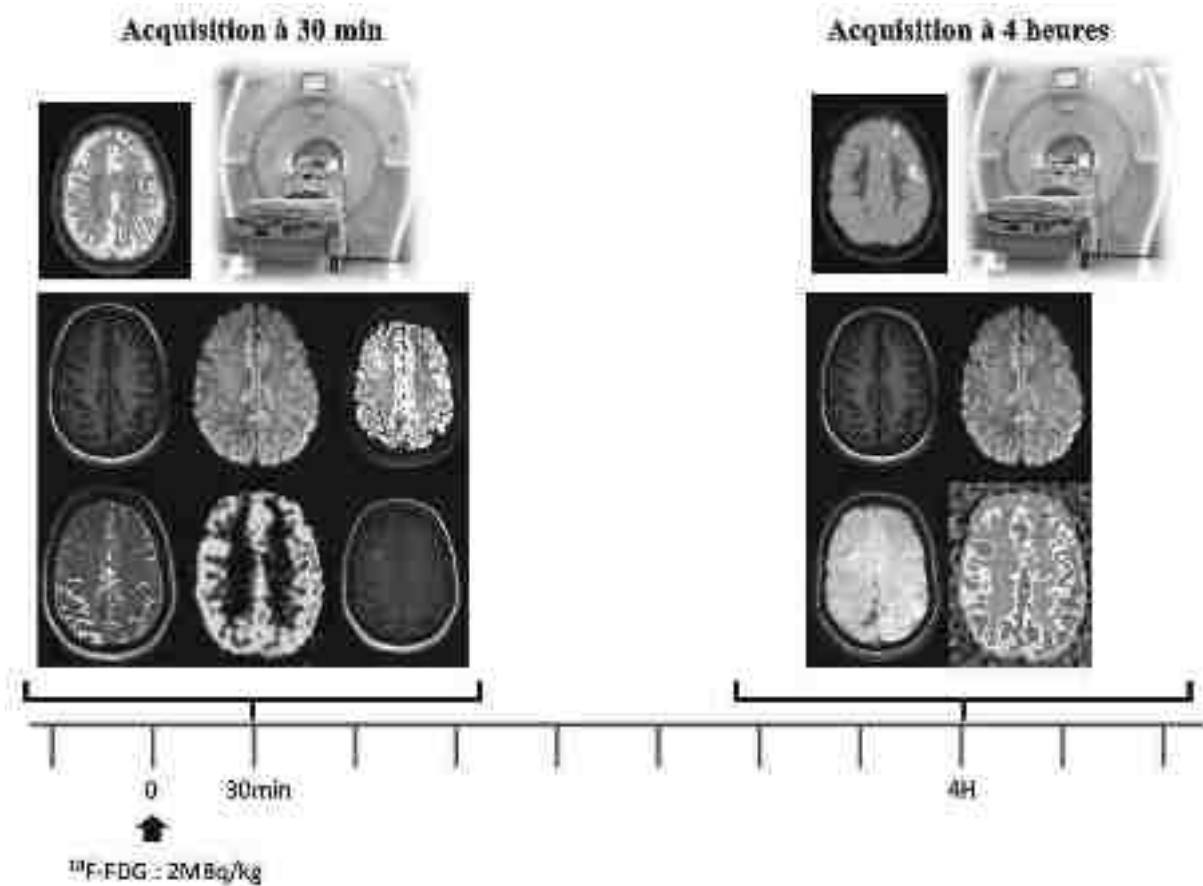 Acquisition à 30 min
Acquisition à 4 heures
0
30min
4H
¹⁸F-FDG : 2MBq/kg